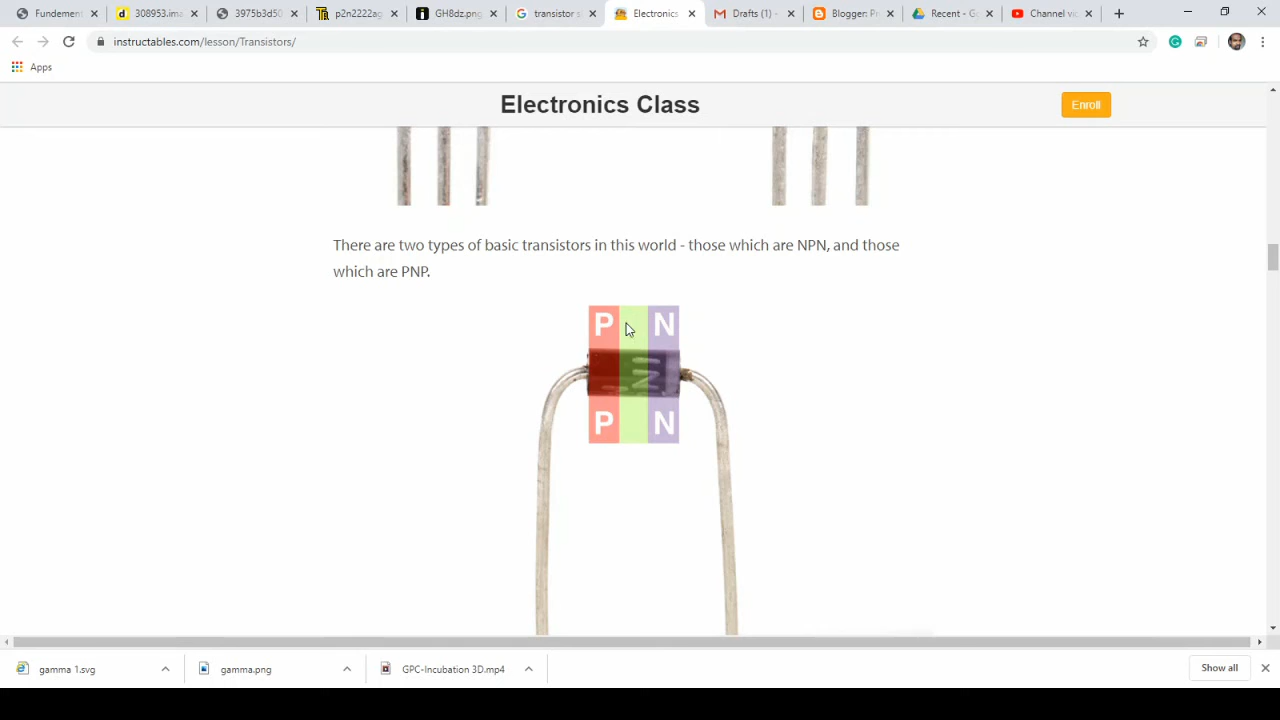 Fundement
308953.ima
3975b3d50
p2n2222ag
GH8dz.png
transistor s
Electronics
Drafts (1) -
Blogger: P
Recent - G
Channel vi
instructables.com/lesson/Transistors/
Apps
Electronics Class
Enroll
There are two types of basic transistors in this world - those which are NPN, and those
which are PNP.
P N
P N
gamma 1.svg
gamma.png
GPC-Incubation 3D.mp4
Show all